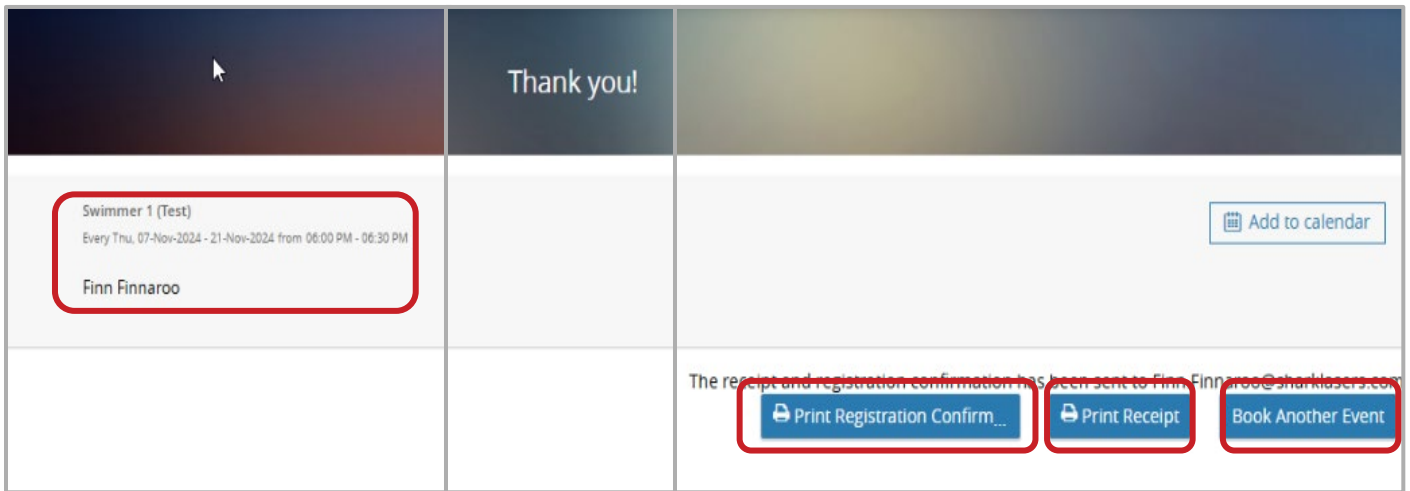 Thank you!
Swimmer 1 (Test)
Every Thu, 07-Nov-2024 - 21-Nov-2024 from 06:00 PM - 06:30 PM
Finn Finnaroo
Add to calendar
The receipt and registration confirmation has been sent to Finn.Finnaroo@sharklasers.com
Print Registration Confirm...
Print Receipt
Book Another Event